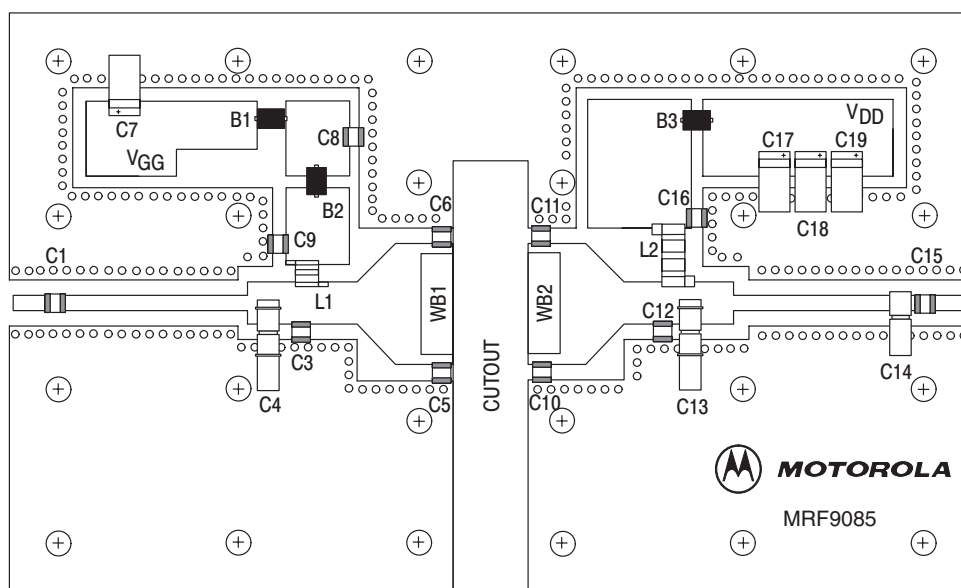 C7
B1
C8
VGG
B2
C6
C9
C1
L1
C3
C4
C5
WB1
CUTOUT
WB2
C11
B3
VDD
C17
C19
C16
C18
L2
C15
C12
C10
C13
C14
MOTOROLA
MRF9085